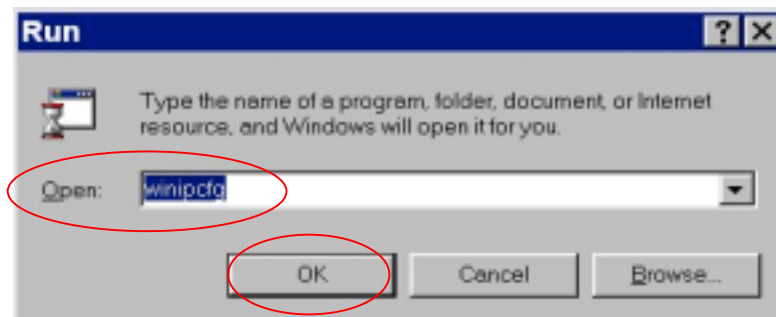 Run
Type the name of a program, folder, document, or Internet
resource, and Windows will open it for you.
Open: winipcfg
OK Cancel Browse...